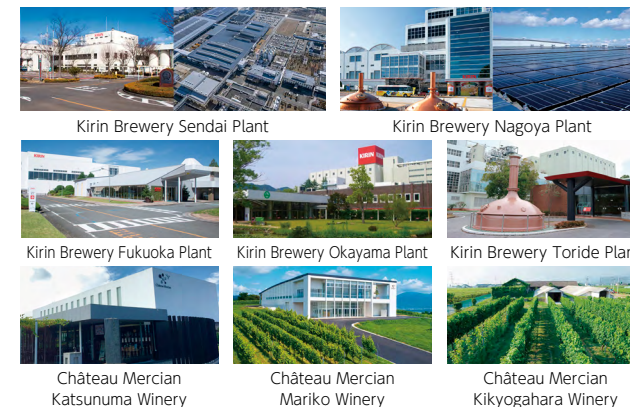 Kirin Brewery Sendai Plant
Kirin Brewery Nagoya Plant
KIRIN
KIRIN
Kirin Brewery Fukuoka Plant
Kirin Brewery Okayama Plant
Kirin Brewery Toride Plan
Château Mercian
Katsunuma Winery
Château Mercian
Mariko Winery
Château Mercian
Kikyogahara Winery